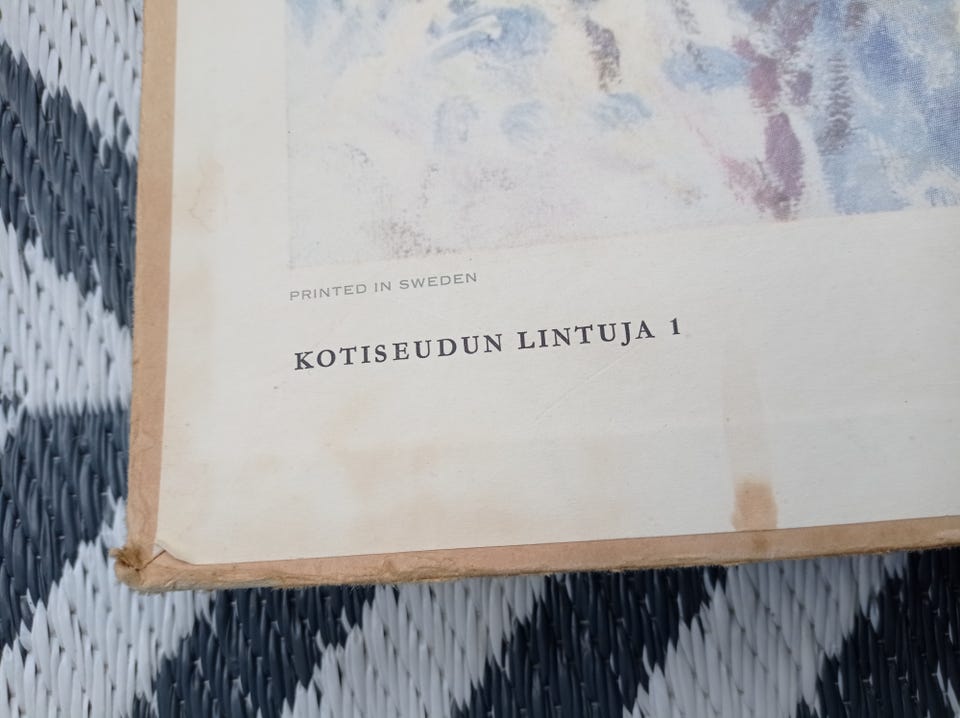 PRINTED IN SWEDEN
KOTISEUDUN LINTUJA 1